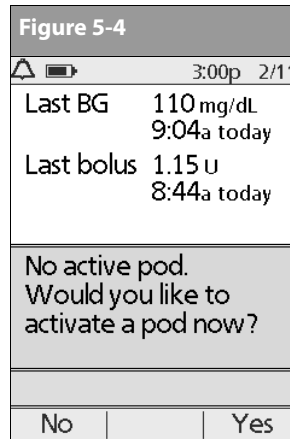 Figure 5-4
3:00p 2/11
Last BG 110 mg/dL
9:04a today
Last bolus 1.15 U
8:44a today
No active pod.
Would you like to
activate a pod now?
No Yes